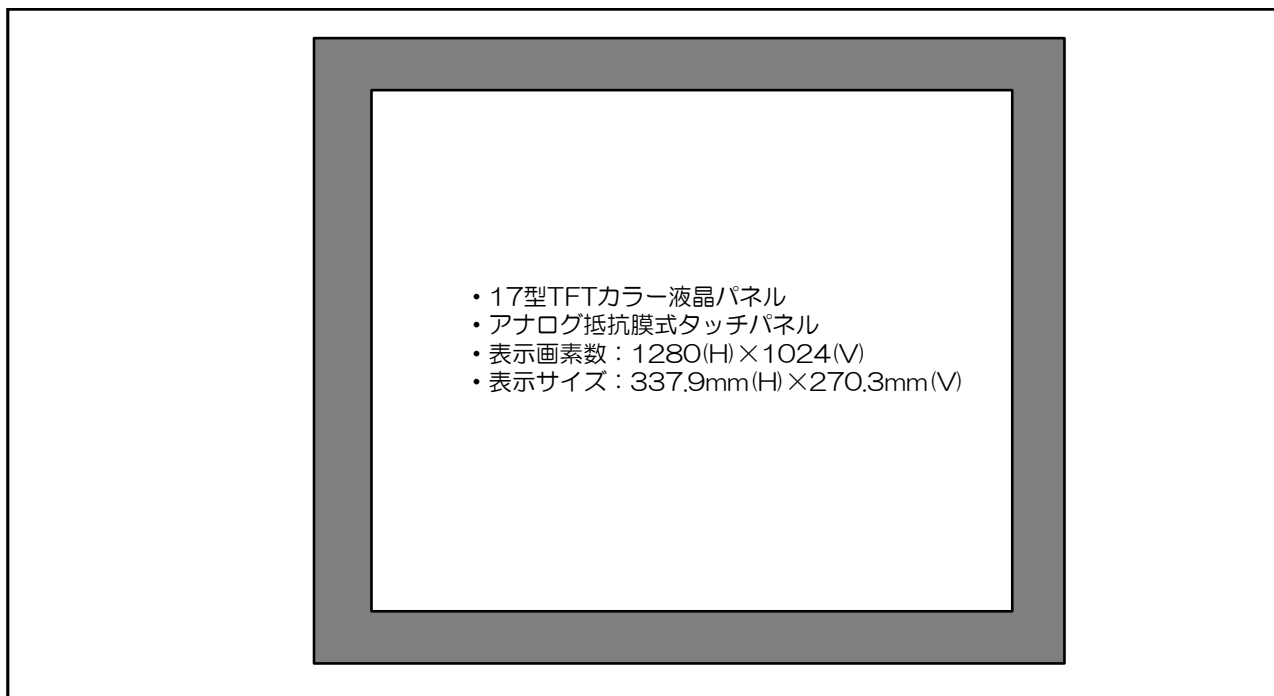 ・17型TFTカラー液晶パネル
・アナログ抵抗膜式タッチパネル
・表示画素数：1280(H)×1024(V)
・表示サイズ：337.9mm(H)×270.3mm(V)